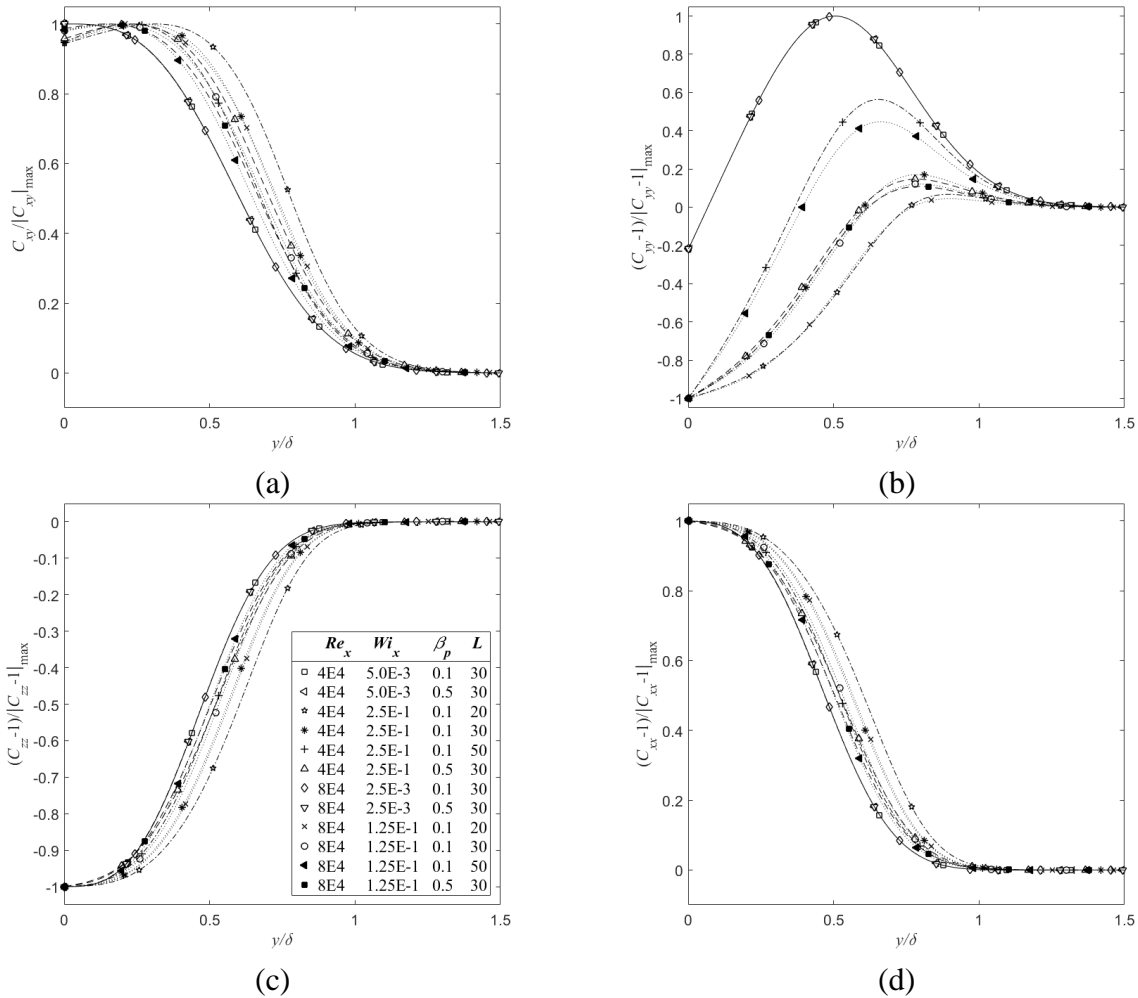 1
0.8
0.6
0.4
0.2
0
C_xy/|C_xy|_max
0 0.5 1 1.5
y/δ
(a)
1
0.8
0.6
0.4
0.2
0
-0.2
-0.4
-0.6
-0.8
-1
(C_yy-1)/|C_yy-1|_max
0 0.5 1 1.5
y/δ
(b)
0
-0.1
-0.2
-0.3
-0.4
-0.5
-0.6
-0.7
-0.8
-0.9
-1
(C_zz-1)/|C_zz-1|_max
Re_x Wi_x β_p L
4E4 5.0E-3 0.1 30
4E4 5.0E-3 0.5 30
4E4 2.5E-1 0.1 20
4E4 2.5E-1 0.1 30
4E4 2.5E-1 0.1 50
4E4 2.5E-1 0.5 30
8E4 2.5E-3 0.1 30
8E4 2.5E-3 0.5 30
8E4 1.25E-1 0.1 20
8E4 1.25E-1 0.1 30
8E4 1.25E-1 0.1 50
8E4 1.25E-1 0.5 30
0 0.5 1 1.5
y/δ
(c)
1
0.8
0.6
0.4
0.2
0
(C_xx-1)/|C_xx-1|_max
0 0.5 1 1.5
y/δ
(d)